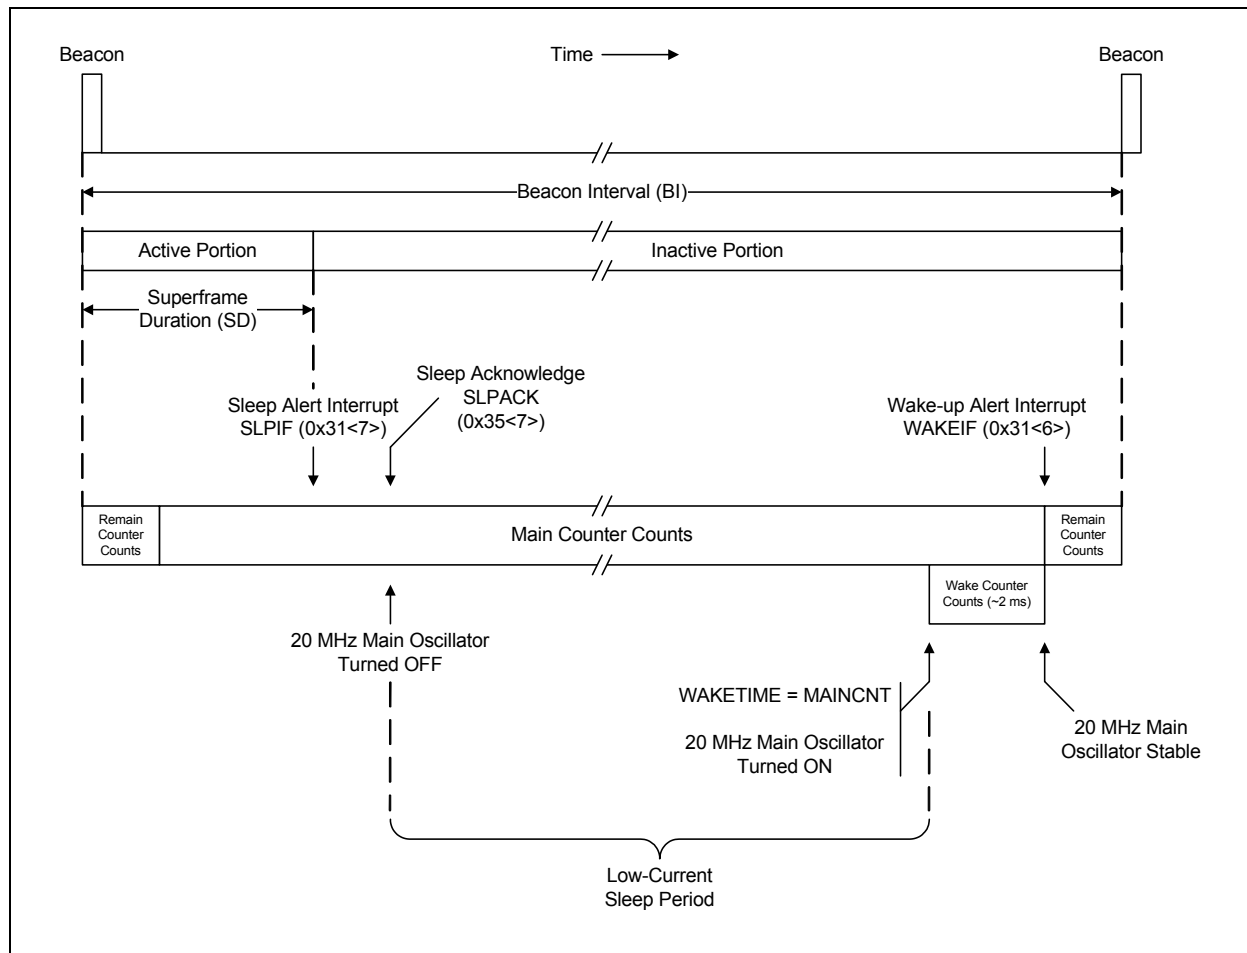 Beacon
Time
Beacon
Beacon Interval (BI)
Active Portion
Inactive Portion
Superframe
Duration (SD)
Sleep Acknowledge
SLPACK
(0x35<7>)
Sleep Alert Interrupt
SLPIF (0x31<7>)
Wake-up Alert Interrupt
WAKEIF (0x31<6>)
Remain
Counter
Counts
Main Counter Counts
Remain
Counter
Counts
Wake Counter
Counts (~2 ms)
20 MHz Main Oscillator
Turned OFF
WAKETIME = MAINCNT
20 MHz Main Oscillator
Turned ON
20 MHz Main
Oscillator Stable
Low-Current
Sleep Period